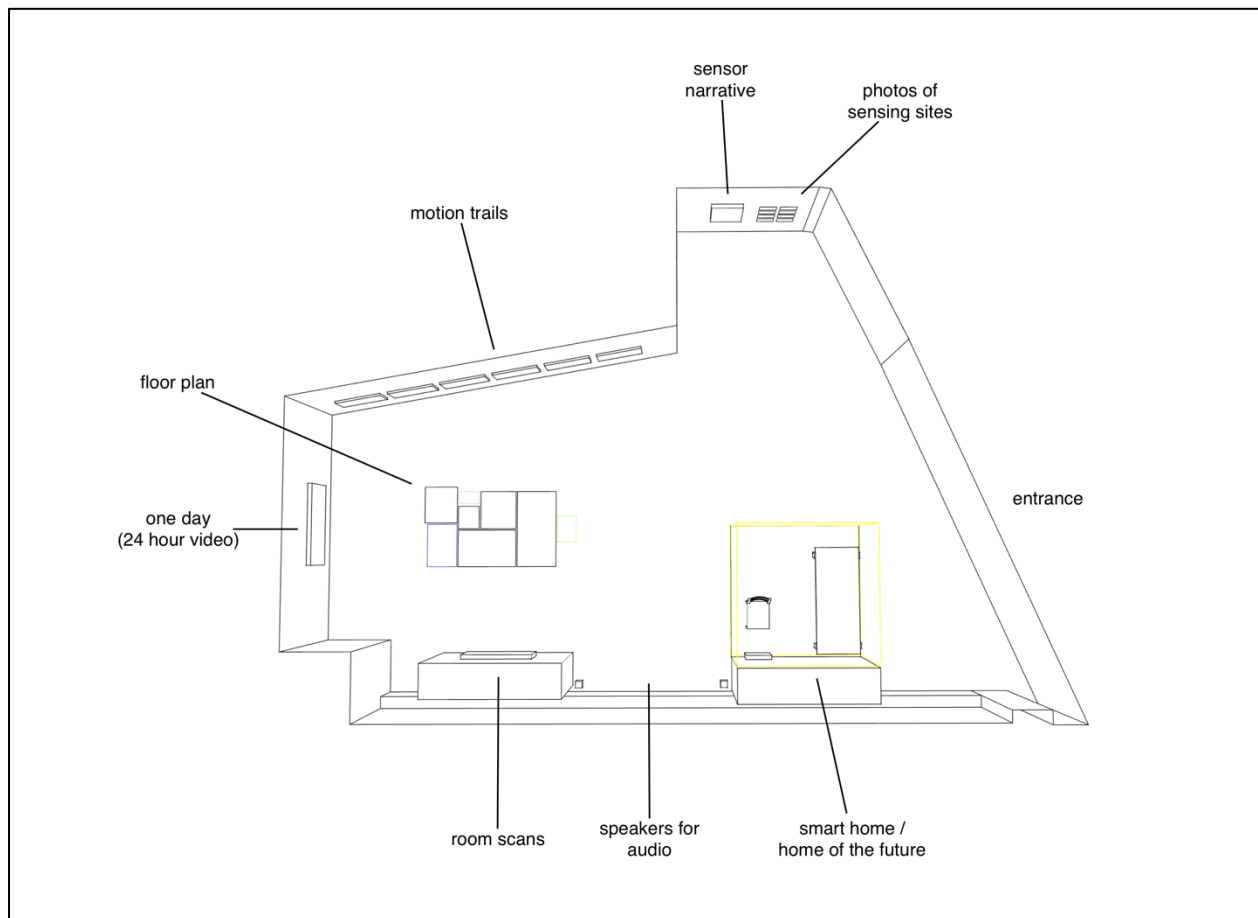 sensor
narrative
photos of
sensing sites
motion trails
floor plan
one day
(24 hour video)
entrance
room scans
speakers for
audio
smart home /
home of the future